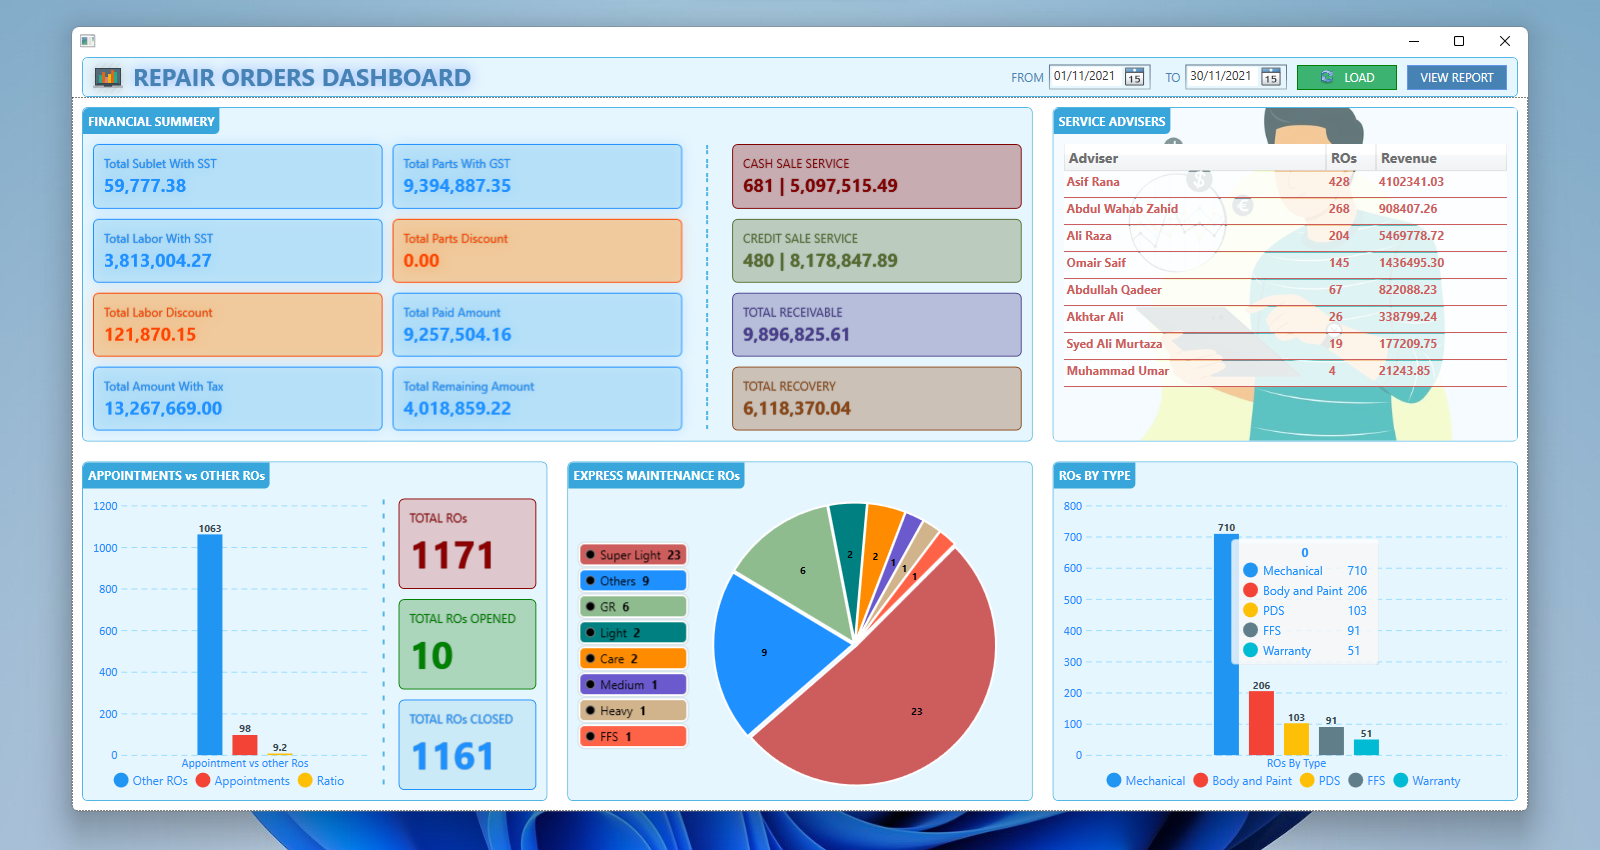 REPAIR ORDERS DASHBOARD
FROM 01/11/2021 15 TO 30/11/2021 15 LOAD VIEW REPORT
FINANCIAL SUMMERY
Total Sublet With SST
59,777.38
Total Parts With GST
9,394,887.35
CASH SALE SERVICE
681 | 5,097,515.49
Total Labor With SST
3,813,004.27
Total Parts Discount
0.00
CREDIT SALE SERVICE
480 | 8,178,847.89
Total Labor Discount
121,870.15
Total Paid Amount
9,257,504.16
TOTAL RECEIVABLE
9,896,825.61
Total Amount With Tax
13,267,669.00
Total Remaining Amount
4,018,859.22
TOTAL RECOVERY
6,118,370.04
SERVICE ADVISERS
Adviser ROs Revenue
Asif Rana 428 4102341.03
Abdul Wahab Zahid 268 908407.26
Ali Raza 204 5469778.72
Omair Saif 145 1436495.30
Abdullah Qadeer 67 822088.23
Akhtar Ali 26 338799.24
Syed Ali Murtaza 19 177209.75
Muhammad Umar 4 21243.85
APPOINTMENTS vs OTHER ROs
1200
1000
800
600
400
200
0
1063
98
9.2
Appointment vs other Ros
Other ROs Appointments Ratio
TOTAL ROs
1171
TOTAL ROs OPENED
10
TOTAL ROs CLOSED
1161
EXPRESS MAINTENANCE ROs
Super Light 23
Others 9
GR 6
Light 2
Care 2
Medium 1
Heavy 1
FFS 1
23
9
6
2
2
1
1
1
ROs BY TYPE
800
700
600
500
400
300
200
100
0
710
206
103
91
51
0
Mechanical 710
Body and Paint 206
PDS 103
FFS 91
Warranty 51
ROs By Type
Mechanical Body and Paint PDS FFS Warranty